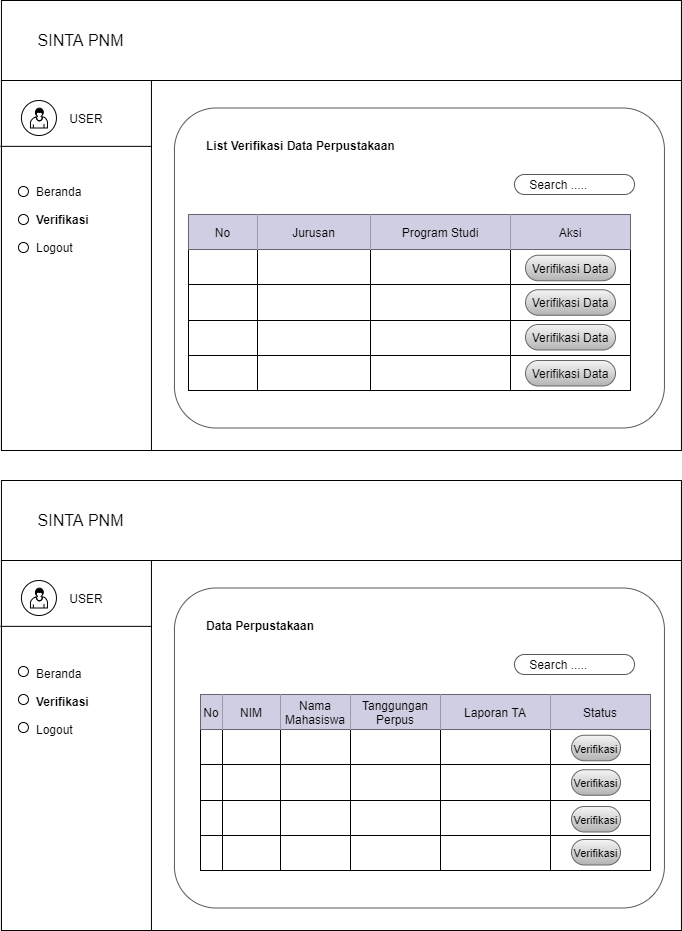 SINTA PNM
USER
Beranda
Verifikasi
Logout
List Verifikasi Data Perpustakaan
Search .....
No Jurusan Program Studi Aksi
Verifikasi Data
Verifikasi Data
Verifikasi Data
Verifikasi Data
SINTA PNM
USER
Beranda
Verifikasi
Logout
Data Perpustakaan
Search .....
No NIM Nama Mahasiswa Tanggungan Perpus Laporan TA Status
Verifikasi
Verifikasi
Verifikasi
Verifikasi